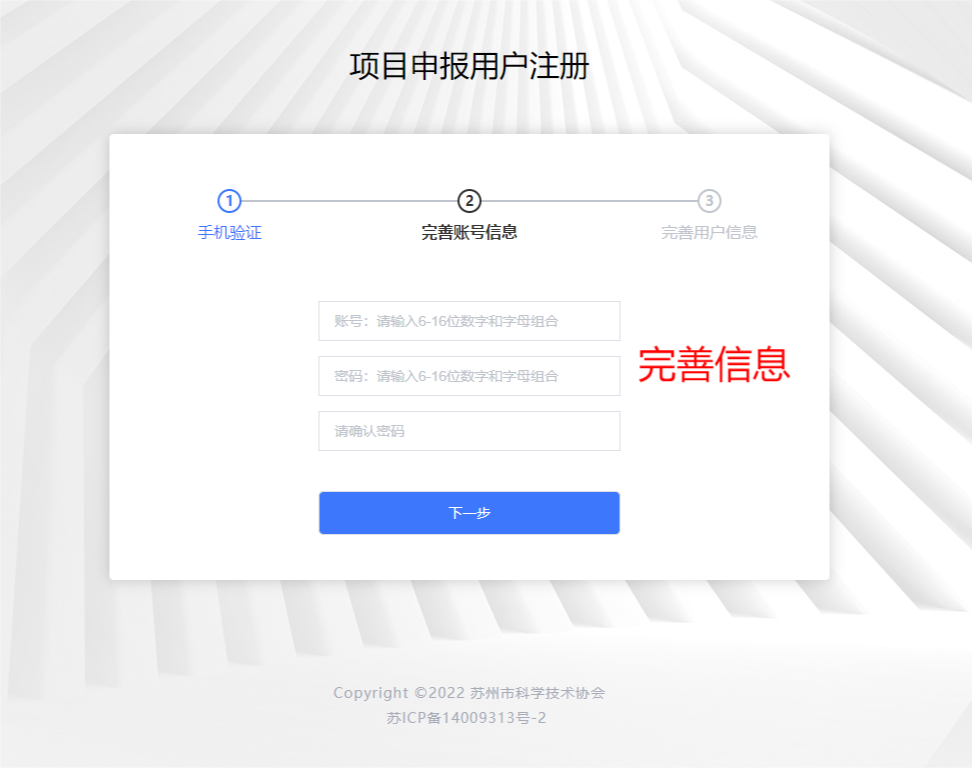 项目申报用户注册
1 2 3
手机验证 完善账号信息 完善用户信息
账号：请输入6-16位数字和字母组合
完善信息
密码：请输入6-16位数字和字母组合
请确认密码
下一步
Copyright ©2022 苏州市科学技术协会
苏ICP备14009313号-2